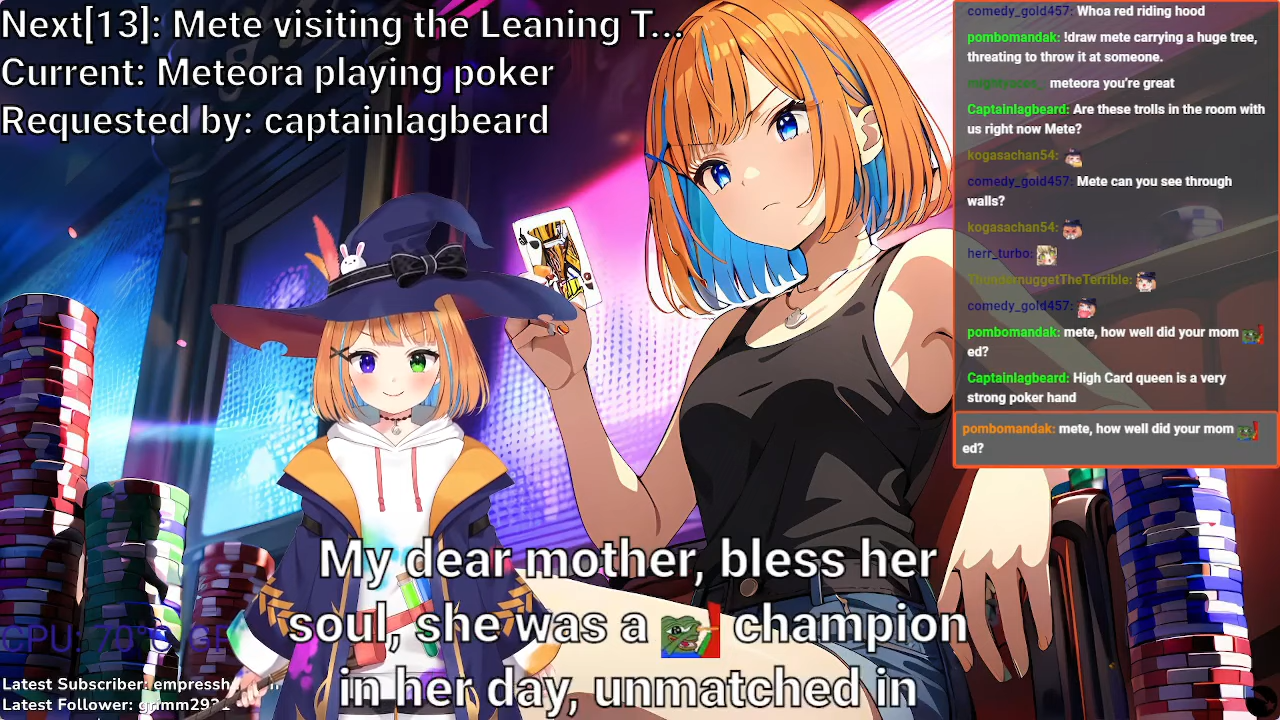 Next[13]: Mete visiting the Leaning T...
Current: Meteora playing poker
Requested by: captainlagbeard
comedy_gold457: Whoa red riding hood
pombomandak: !draw mete carrying a huge tree,
threating to throw it at someone.
meteora you're great
Captainlagbeard: Are these trolls in the room with
us right now Mete?
kogasachan54:
comedy_gold457: Mete can you see through
walls?
kogasachan54:
herr_turbo:
ThundernuggetTheTerrible:
comedy_gold457:
pombomandak: mete, how well did your mom
ed?
Captainlagbeard: High Card queen is a very
strong poker hand
pombomandak: mete, how well did your mom
ed?
My dear mother, bless her
soul, she was a champion
in her day, unmatched in
CPU: 70°C
Latest Subscriber:
Latest Follower: